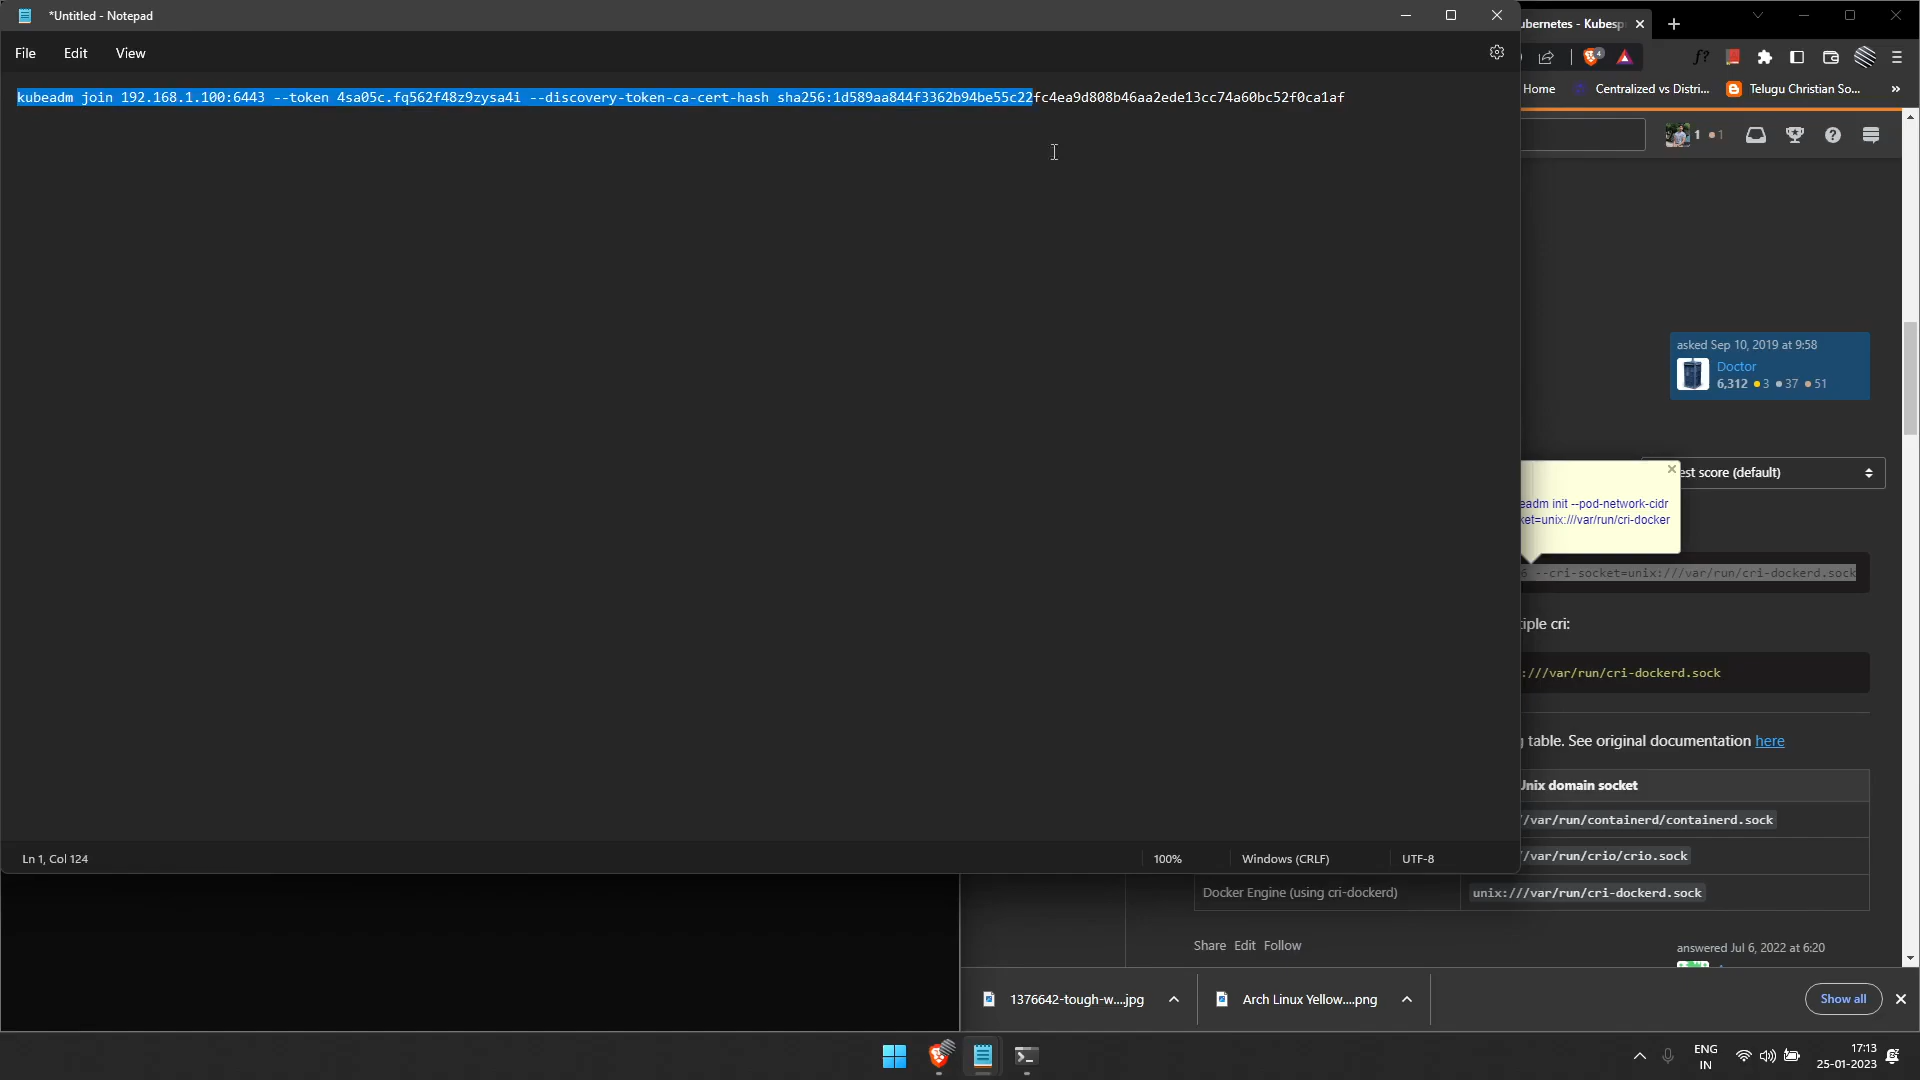 *Untitled - Notepad
File Edit View
kubeadm join 192.168.1.100:6443 --token 4sa05c.fq562f48z9zysa4i --discovery-token-ca-cert-hash sha256:1d589aa844f3362b94be55c22fc4ea9d808b46aa2ede13cc74a60bc52f0ca1af
Ln 1, Col 124
100%
Windows (CRLF)
UTF-8
ubernetes - Kubesp
4
Home
Centralized vs Distri...
Telugu Christian So...
»
1 1
asked Sep 10, 2019 at 9:58
Doctor
6,312 3 37 51
est score (default)
eadm init --pod-network-cidr
ket=unix:///var/run/cri-docker
6 --cri-socket=unix:///var/run/cri-dockerd.sock
tiple cri:
:///var/run/cri-dockerd.sock
g table. See original documentation here
Unix domain socket
//var/run/containerd/containerd.sock
//var/run/crio/crio.sock
Docker Engine (using cri-dockerd) unix:///var/run/cri-dockerd.sock
Share Edit Follow
answered Jul 6, 2022 at 6:20
1376642-tough-w....jpg
Arch Linux Yellow....png
Show all
ENG
IN
17:13
25-01-2023